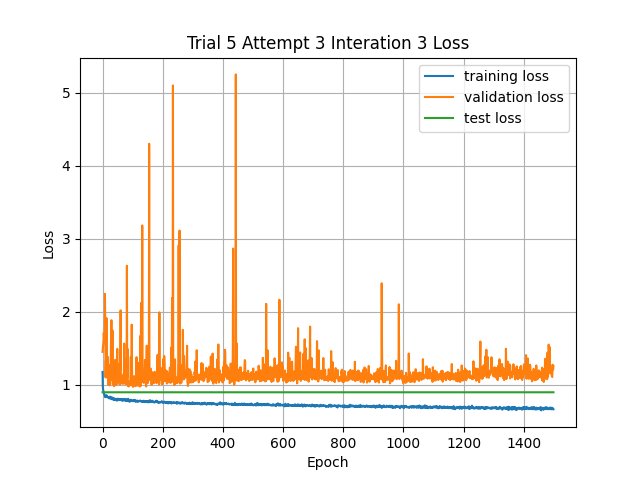 Trial 5 Attempt 3 Interation 3 Loss
training loss
validation loss
test loss
5
4
3
2
1
Loss
0 200 400 600 800 1000 1200 1400
Epoch